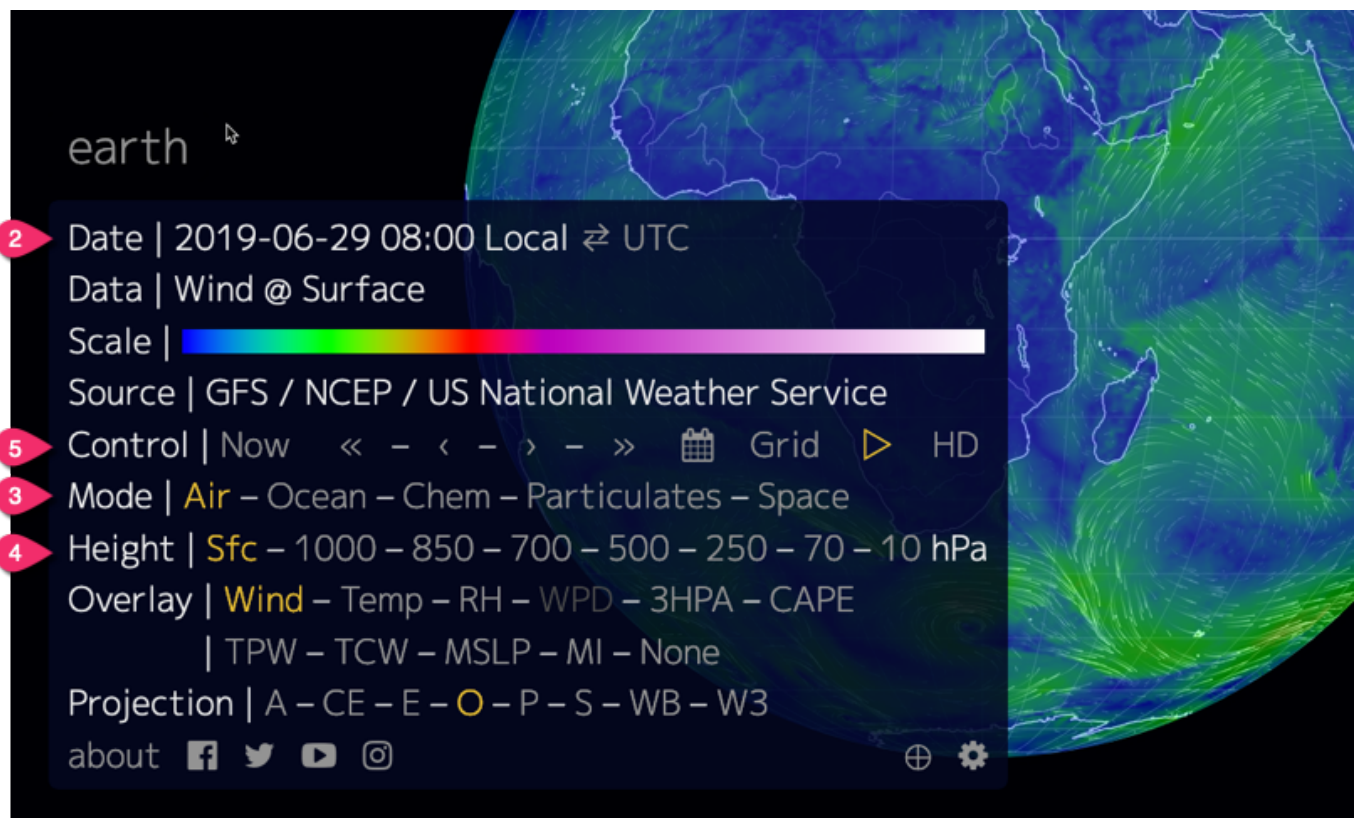 earth
2 Date | 2019-06-29 08:00 Local ⇄ UTC
Data | Wind @ Surface
Scale |
Source | GFS / NCEP / US National Weather Service
5 Control | Now « – ‹ – › – » Grid ▷ HD
3 Mode | Air – Ocean – Chem – Particulates – Space
4 Height | Sfc – 1000 – 850 – 700 – 500 – 250 – 70 – 10 hPa
Overlay | Wind – Temp – RH – WPD – 3HPA – CAPE
| TPW – TCW – MSLP – MI – None
Projection | A – CE – E – O – P – S – WB – W3
about